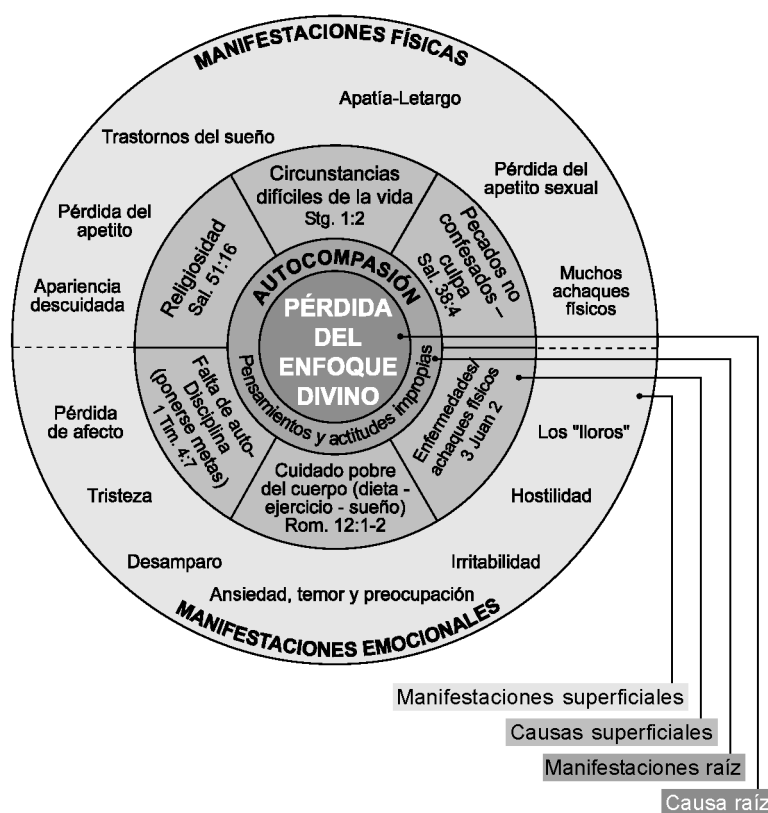 MANIFESTACIONES FÍSICAS
Apatía-Letargo
Trastornos del sueño
Pérdida del
apetito sexual
Pérdida del
apetito
Apariencia
descuidada
Muchos
achaques
físicos
Circunstancias
difíciles de la vida
Stg. 1:2
Religiosidad
Sal. 51:16
Pecados no
confesados –
culpa
Sal. 38:4
AUTOCOMPASIÓN
PÉRDIDA
DEL
ENFOQUE
DIVINO
Pensamientos y actitudes impropias
Falta de auto-
Disciplina
(ponerse metas)
1 Tim. 4:7
Enfermedades/
achaques físicos
3 Juan 2
Cuidado pobre
del cuerpo (dieta -
ejercicio - sueño)
Rom. 12:1-2
Pérdida
de afecto
Los "lloros"
Tristeza
Hostilidad
Desamparo
Irritabilidad
Ansiedad, temor y preocupación
MANIFESTACIONES EMOCIONALES
Manifestaciones superficiales
Causas superficiales
Manifestaciones raíz
Causa raíz